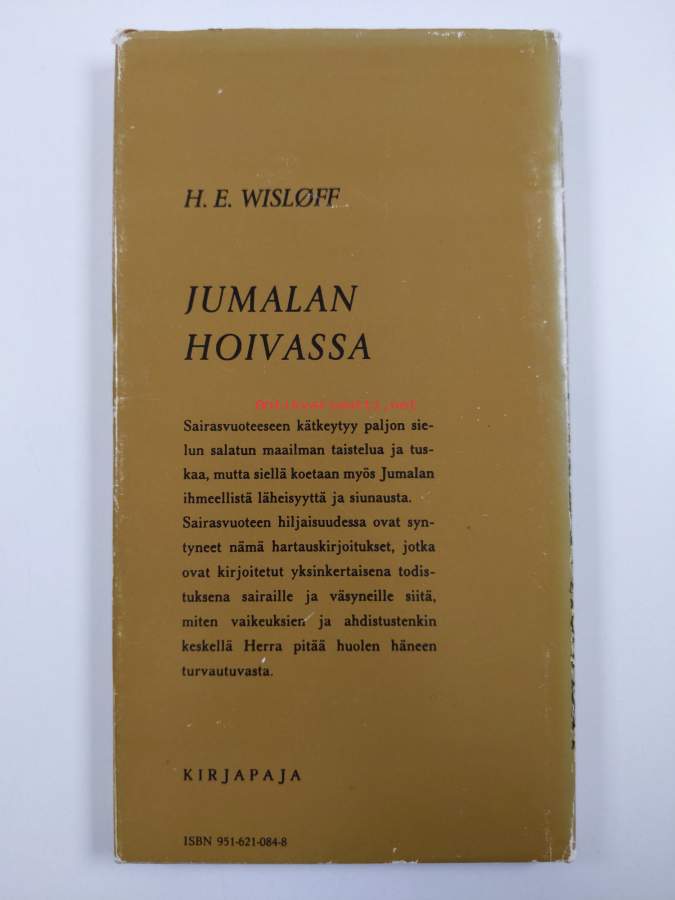 H. E. WISLØFF
JUMALAN
HOIVASSA
Antikvariaatti.net
Sairasvuoteeseen kätkeytyy paljon sie-
lun salatun maailman taistelua ja tus-
kaa, mutta siellä koetaan myös Jumalan
ihmeellistä läheisyyttä ja siunausta.
Sairasvuoteen hiljaisuudessa ovat syn-
tyneet nämä hartauskirjoitukset, jotka
ovat kirjoitetut yksinkertaisena todis-
tuksena sairaille ja väsyneille siitä,
miten vaikeuksien ja ahdistustenkin
keskellä Herra pitää huolen häneen
turvautuvasta.
KIRJAPAJA
ISBN 951-621-084-8